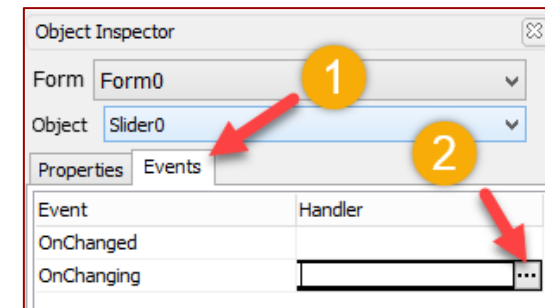 Object Inspector
Form Form0
1
Object Slider0
2
Properties Events
Event Handler
OnChanged
OnChanging ...